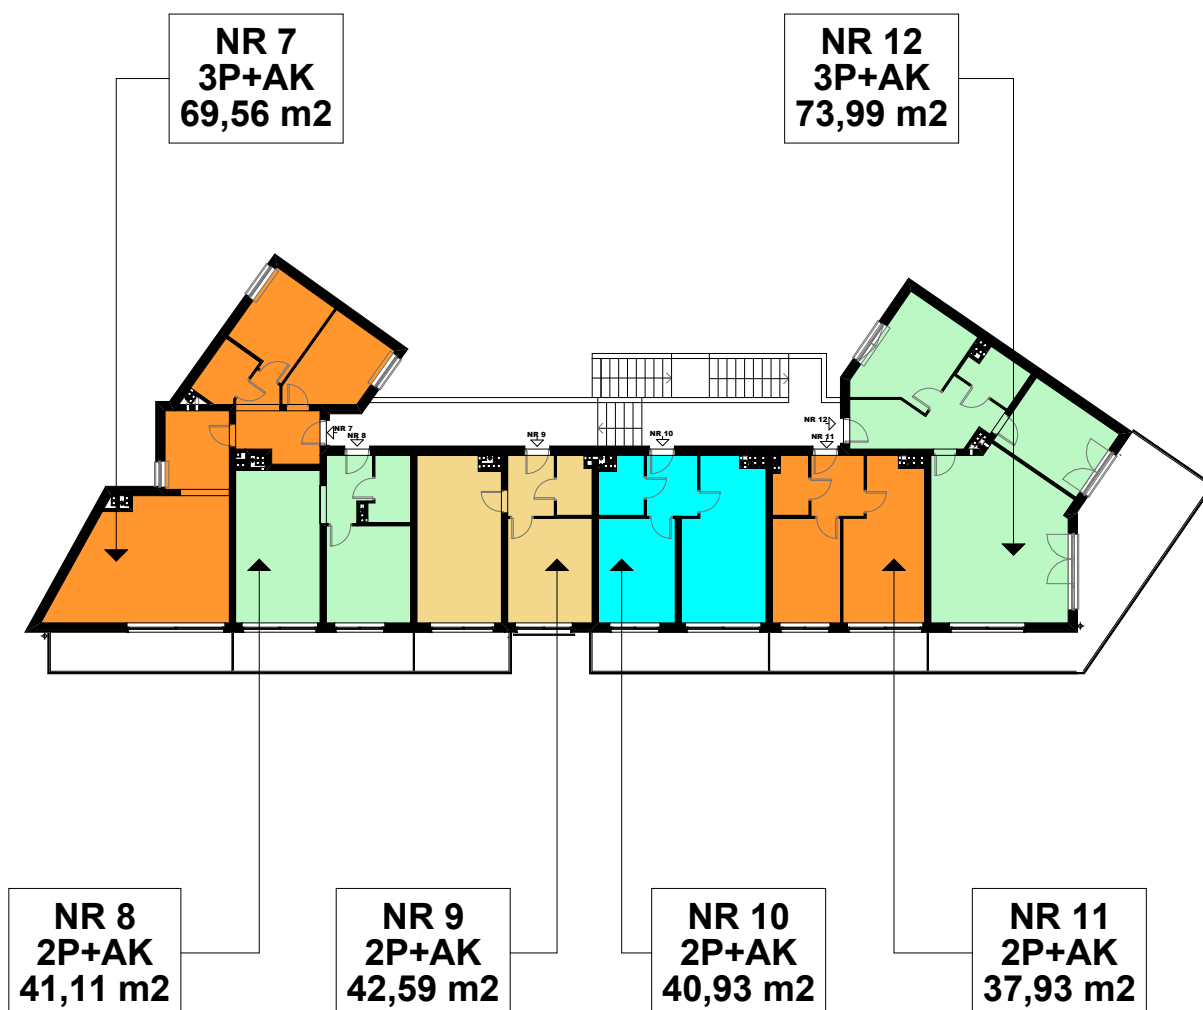 NR 7
3P+AK
69,56 m2
NR 12
3P+AK
73,99 m2
NR 7
NR 8
NR 9
NR 10
NR 12
NR 11
NR 8
2P+AK
41,11 m2
NR 9
2P+AK
42,59 m2
NR 10
2P+AK
40,93 m2
NR 11
2P+AK
37,93 m2